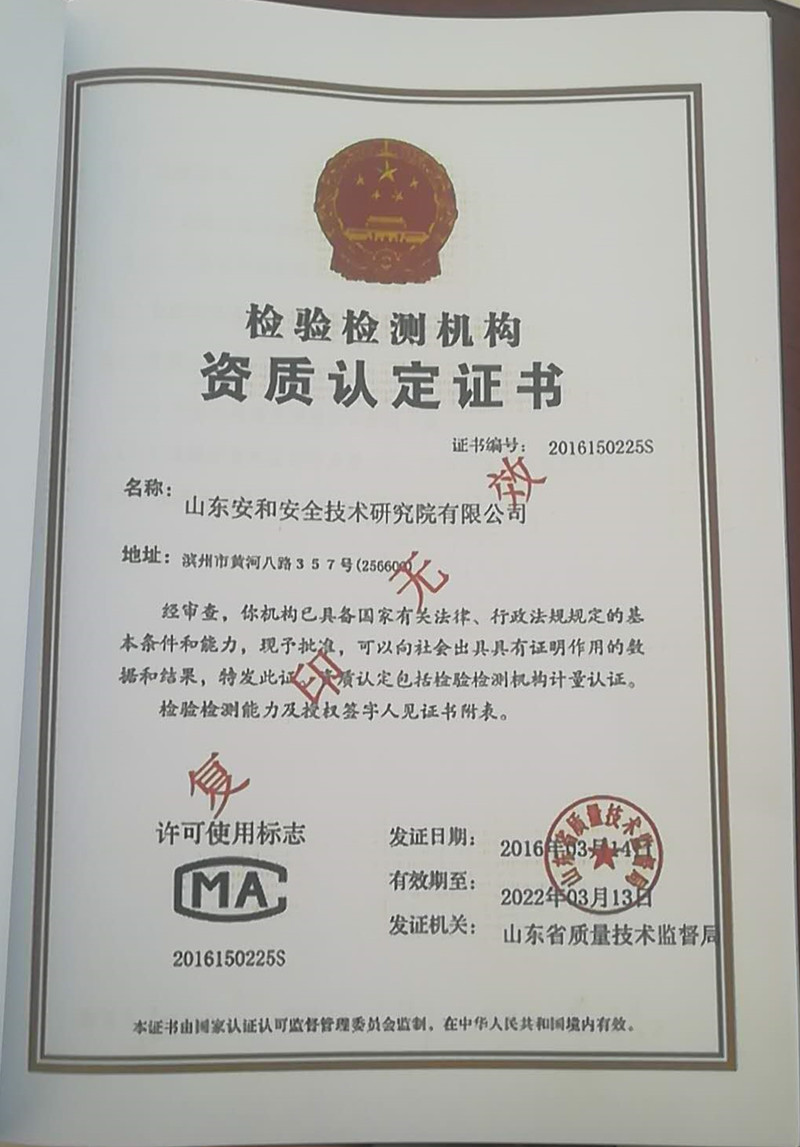 检验检测机构
资质认定证书
证书编号： 2016150225S
名称：
山东安和安全技术研究院有限公司
地址： 滨州市黄河八路３５７号(256600)
经审查，你机构已具备国家有关法律、行政法规规定的基
本条件和能力，现予批准，可以向社会出具具有证明作用的数
据和结果，特发此证。资质认定包括检验检测机构计量认证。
检验检测能力及授权签字人见证书附表。
复印无效
许可使用标志
MA
2016150225S
发证日期： 2016年03月14日
有效期至： 2022年03月13日
发证机关： 山东省质量技术监督局
山东省质量技术监督局
本证书由国家认证认可监督管理委员会监制，在中华人民共和国境内有效。